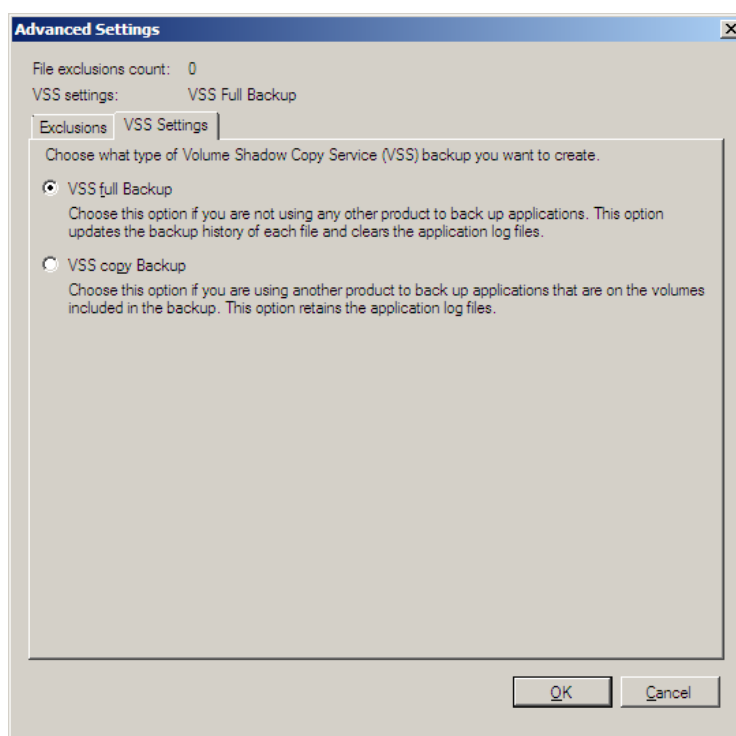 Advanced Settings
File exclusions count: 0
VSS settings: VSS Full Backup
Exclusions VSS Settings
Choose what type of Volume Shadow Copy Service (VSS) backup you want to create.
VSS full Backup
Choose this option if you are not using any other product to back up applications. This option
updates the backup history of each file and clears the application log files.
VSS copy Backup
Choose this option if you are using another product to back up applications that are on the volumes
included in the backup. This option retains the application log files.
OK Cancel